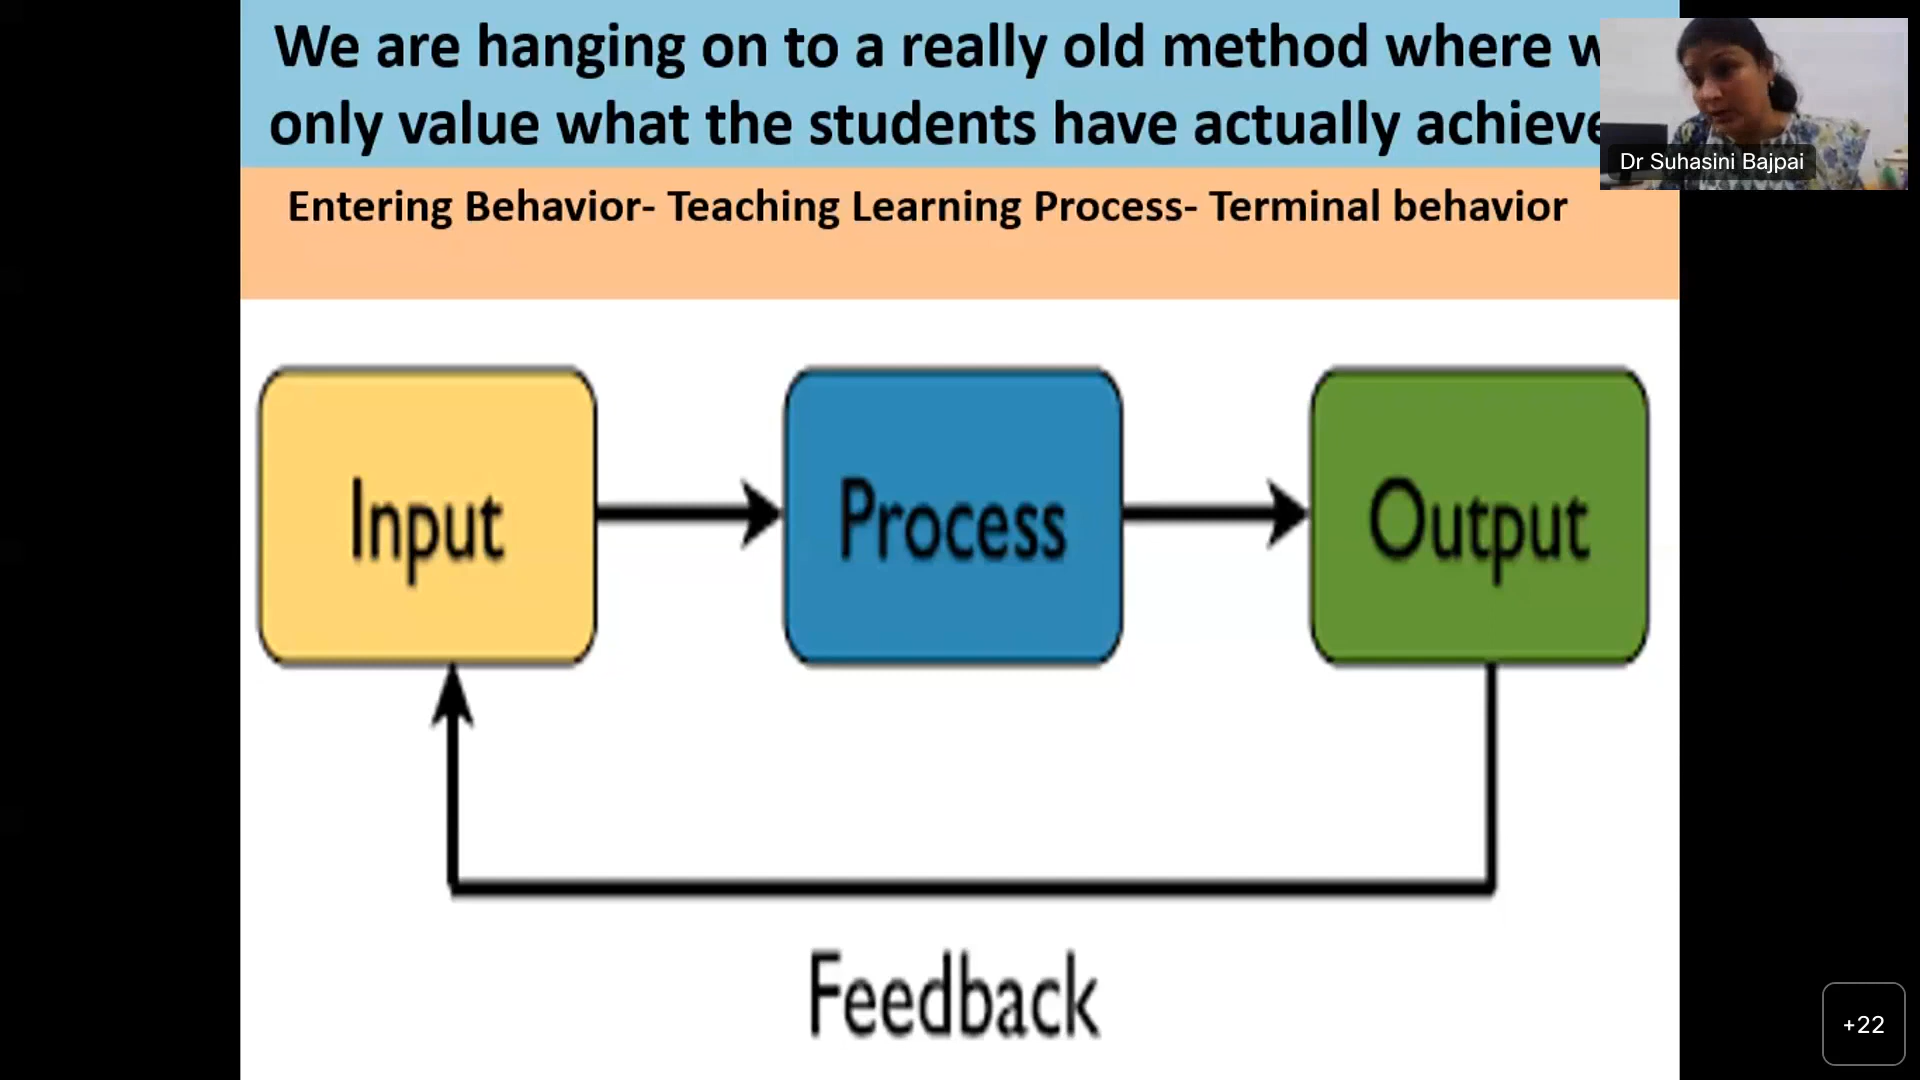 We are hanging on to a really old method where
only value what the students have actually
Dr Suhasini Bajpai
Entering Behavior- Teaching Learning Process- Terminal behavior
Input
Process
Output
Feedback
+22